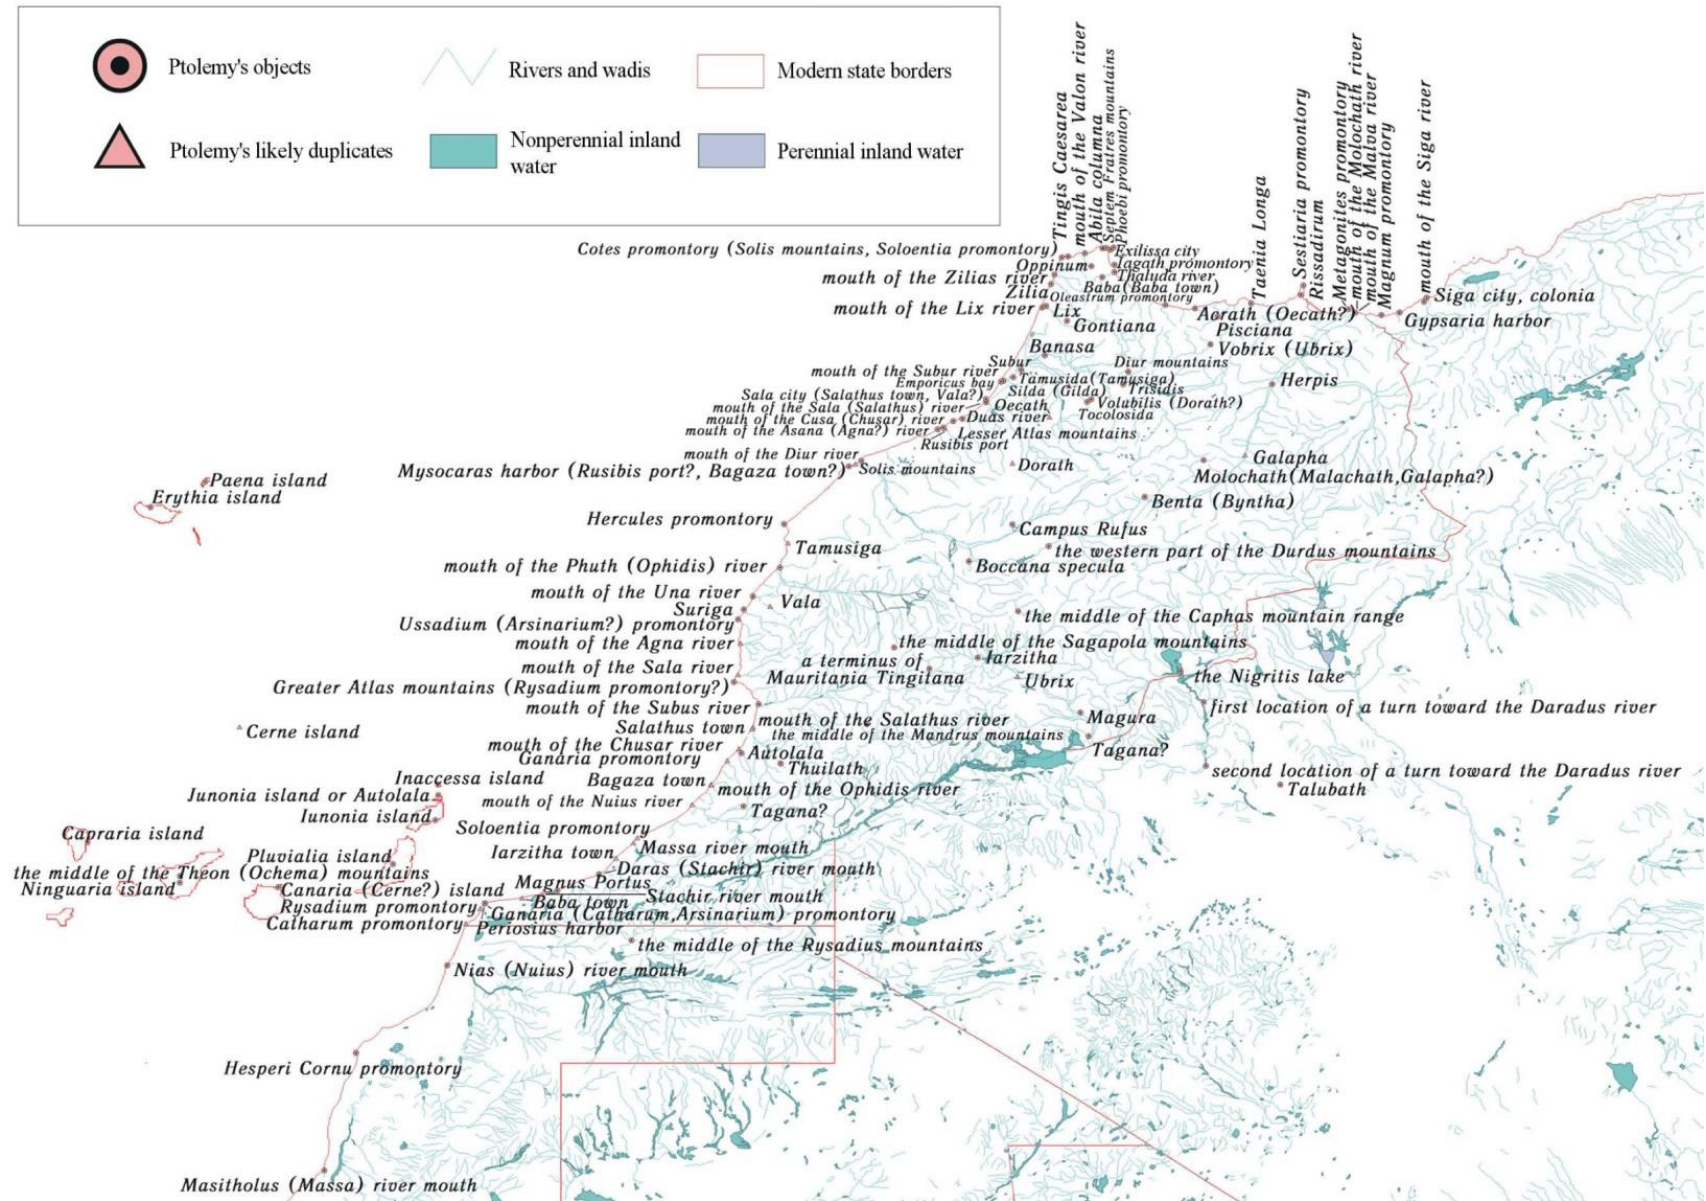 Ptolemy's objects
Rivers and wadis
Modern state borders
Ptolemy's likely duplicates
Nonperennial inland
water
Perennial inland water
Tingis Caesarea
mouth of the Valon river
Abila columna
Septem Fratres mountains
Phoebi promontory
Taenia Longa
Sestiaria promontory
Rissadirum
Metagonites promontory
mouth of the Molochath river
mouth of the Malva river
Magnum promontory
mouth of the Siga river
Cotes promontory (Solis mountains, Soloentia promontory)
Exilissa city
Oppinum
Iagath promontory
mouth of the Zilias river
Thaluda river
Baba (Baba town)
Zilia
Oleastrum promontory
Siga city, colonia
mouth of the Lix river
Lix
Acrath (Oecath?)
Gypsaria harbor
Gontiana
Pisciana
Banasa
Vobrix (Ubrix)
Subur
Diur mountains
mouth of the Subur river
Emporicus bay
Tamusida(Tamusiga)
Herpis
Sala city (Salathus town, Vala?)
Silda (Gilda)
Trisidis
mouth of the Sala (Salathus) river
Oecath
Volubilis (Dorath?)
mouth of the Cusa (Chusar) river
Duas river
Tocolosida
mouth of the Asana (Agna?) river
Lesser Atlas mountains
Rusibis port
mouth of the Diur river
Mysocaras harbor (Rusibis port?, Bagaza town?)
Solis mountains
Dorath
Galapha
Molochath(Malachath,Galapha?)
Paena island
Erythia island
Benta (Byntha)
Hercules promontory
Campus Rufus
Tamusiga
the western part of the Durdus mountains
mouth of the Phuth (Ophidis) river
Boccana specula
mouth of the Una river
Suriga
Vala
Ussadium (Arsinarium?) promontory
the middle of the Caphas mountain range
mouth of the Agna river
the middle of the Sagapola mountains
mouth of the Sala river
a terminus of
Mauritania Tingilana
Iarzitha
Greater Atlas mountains (Rysadium promontory?)
Ubrix
the Nigritis lake
mouth of the Subus river
first location of a turn toward the Daradus river
Cerne island
Salathus town
mouth of the Salathus river
Magura
the middle of the Mandrus mountains
mouth of the Chusar river
Autolala
Tagana?
Ganaria promontory
Thuilath
second location of a turn toward the Daradus river
Inaccessa island
Bagaza town
mouth of the Ophidis river
Talubath
Junonia island or Autolala
mouth of the Nuius river
Tagana?
Iunonia island
Soloentia promontory
Capraria island
Massa river mouth
Pluvialia island
Iarzitha town
the middle of the Theon (Ochema) mountains
Daras (Stachir) river mouth
Ninguaria island
Canaria (Cerne?) island
Magnus Portus
Stachir river mouth
Rysadium promontory
Baba town
Ganaria (Catharum,Arsinarium) promontory
Catharum promontory
Periosius harbor
the middle of the Rysadius mountains
Nias (Nuius) river mouth
Hesperi Cornu promontory
Masitholus (Massa) river mouth